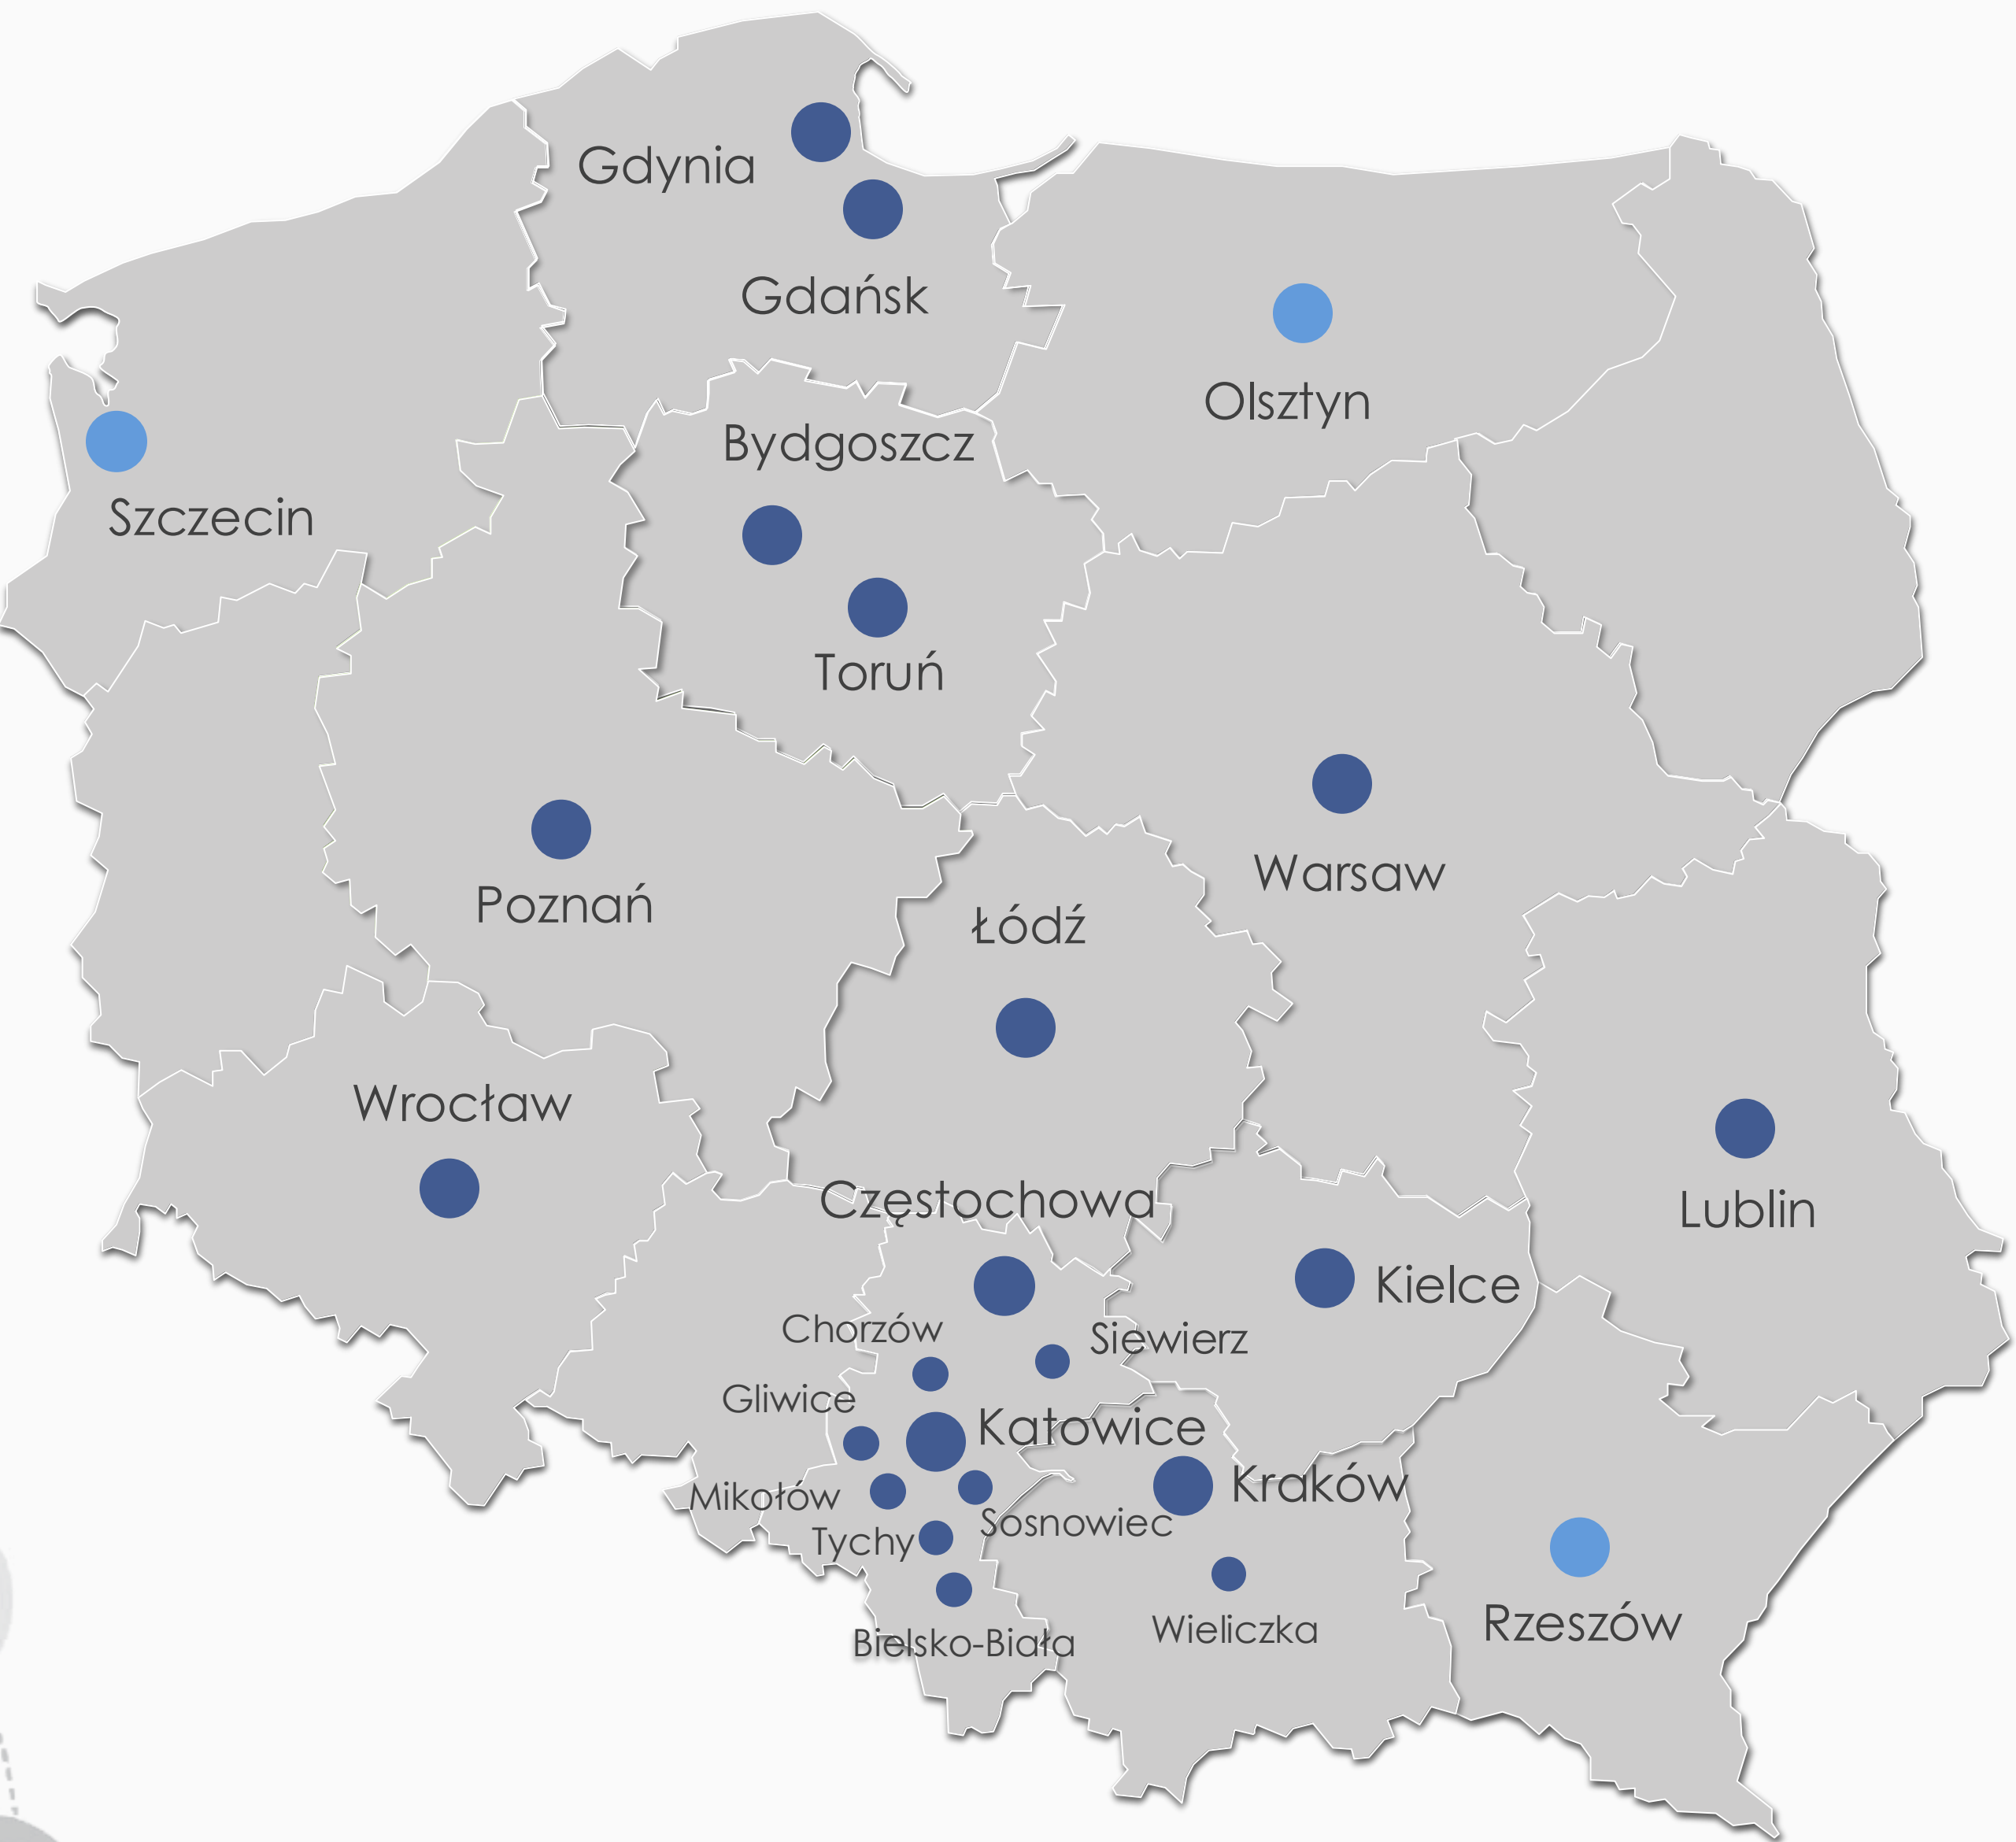 Gdynia
Gdańsk
Olsztyn
Bydgoszcz
Szczecin
Toruń
Warsaw
Poznań
Łódź
Wrocław
Częstochowa
Lublin
Kielce
Chorzów
Siewierz
Gliwice
Katowice
Kraków
Mikołów
Sosnowiec
Tychy
Rzeszów
Wieliczka
Bielsko-Biała